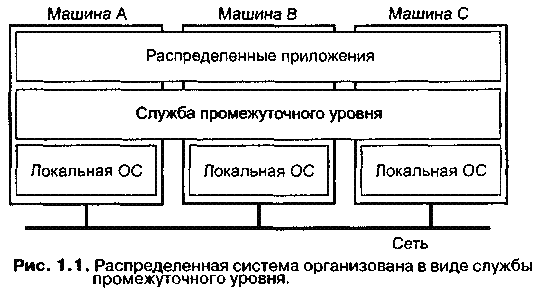 Машина A Машина B Машина C
Распределенные приложения
Служба промежуточного уровня
Локальная ОС Локальная ОС Локальная ОС
Сеть
Рис. 1.1. Распределенная система организована в виде службы
промежуточного уровня.